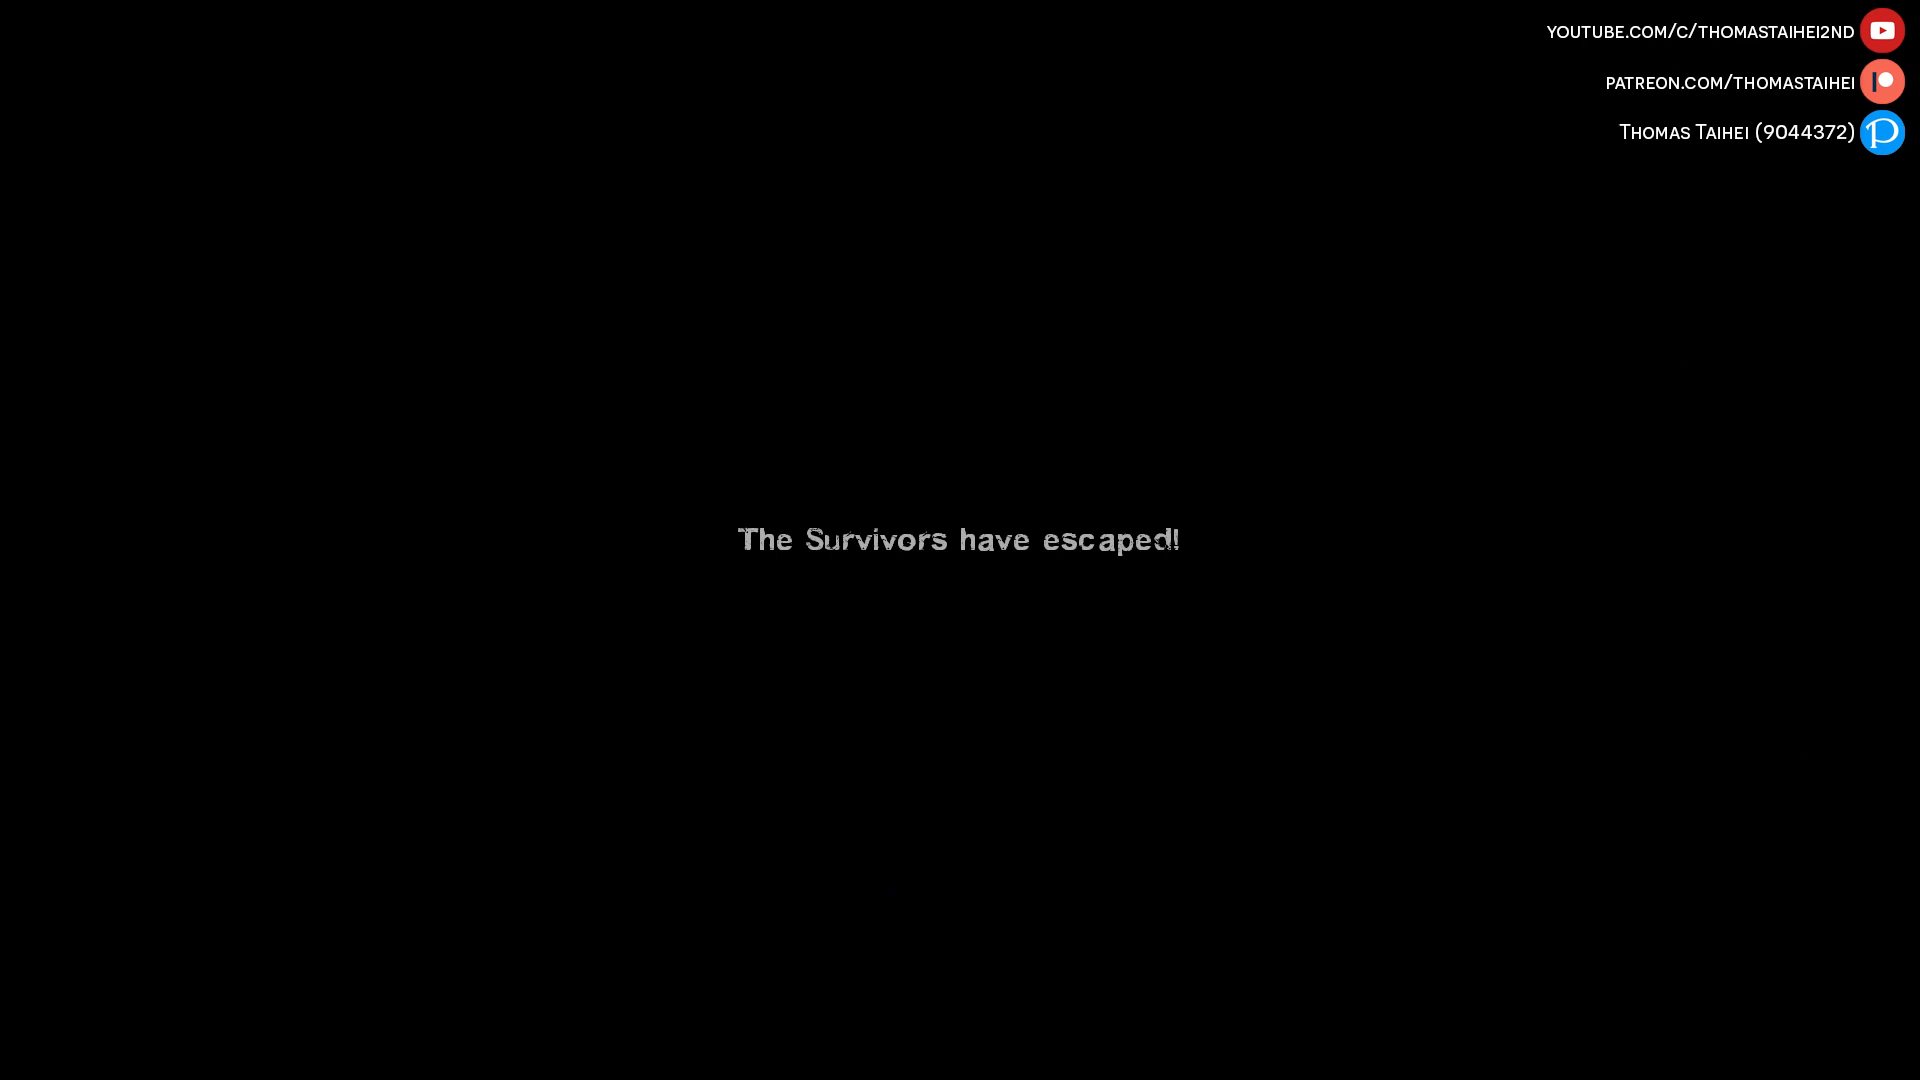 YOUTUBE.COM/C/THOMASTAIHEI2ND
PATREON.COM/THOMASTAIHEI
Thomas Taihei (9044372)
The Survivors have escaped!